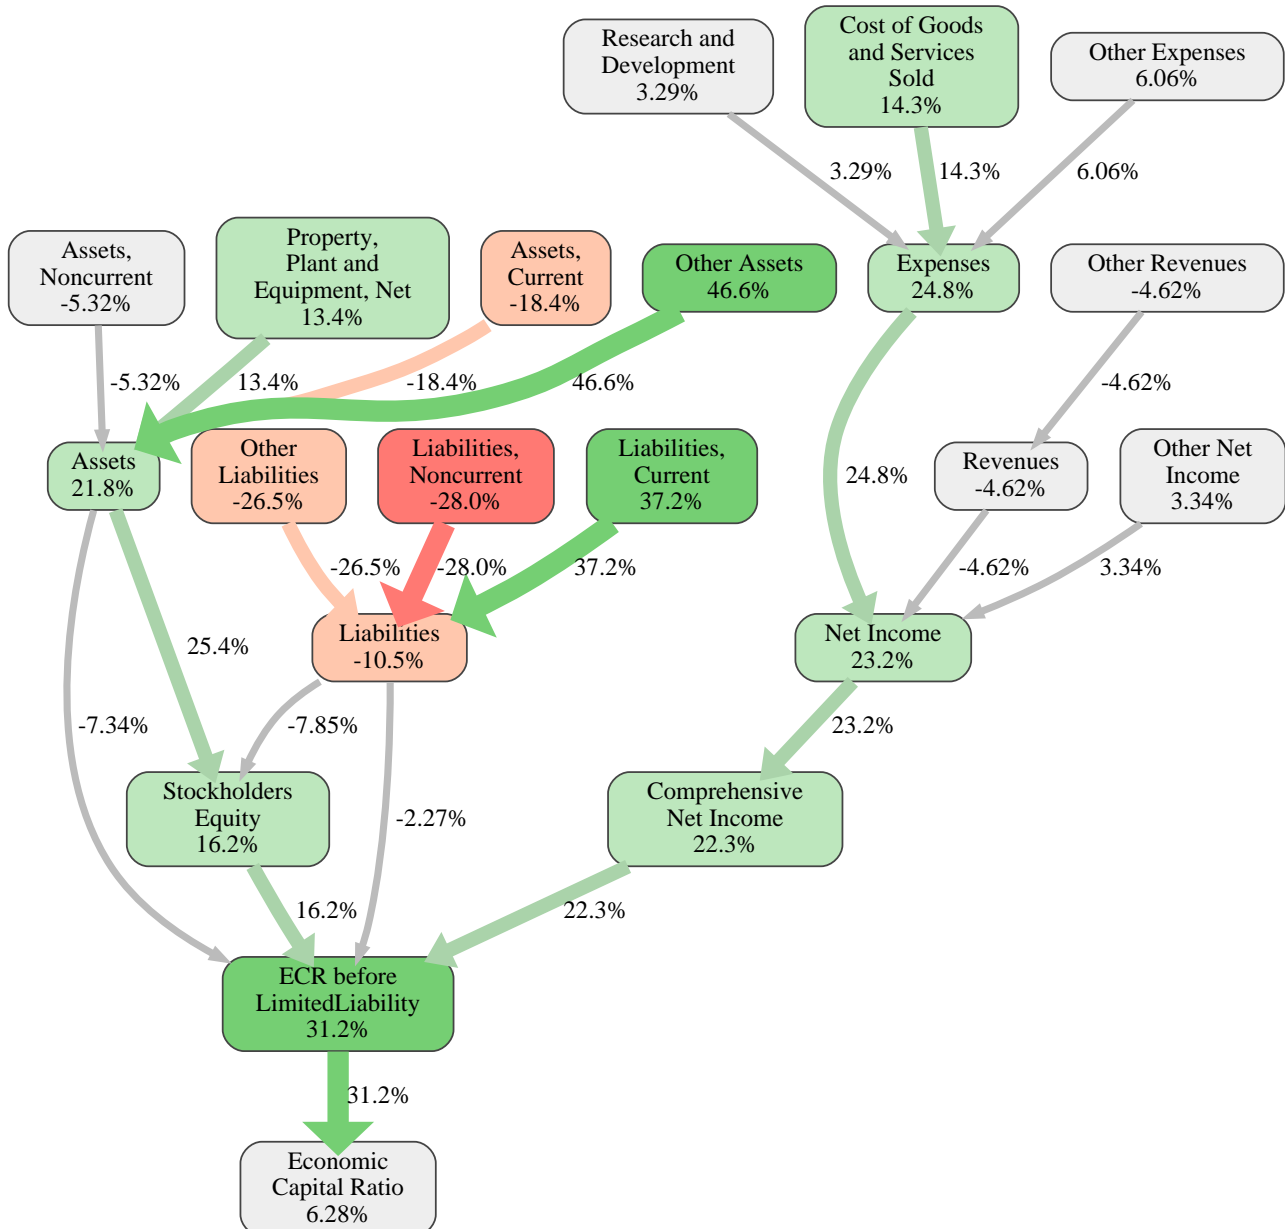 Research and
Development
3.29%
Cost of Goods
and Services
Sold
14.3%
Other Expenses
6.06%
3.29%
14.3%
6.06%
Assets,
Noncurrent
-5.32%
Property,
Plant and
Equipment, Net
13.4%
Assets,
Current
-18.4%
Other Assets
46.6%
Expenses
24.8%
Other Revenues
-4.62%
-5.32%
13.4%
-18.4%
46.6%
-4.62%
Assets
21.8%
Other
Liabilities
-26.5%
Liabilities,
Noncurrent
-28.0%
Liabilities,
Current
37.2%
24.8%
Revenues
-4.62%
Other Net
Income
3.34%
-26.5%
-28.0%
37.2%
-4.62%
3.34%
25.4%
Liabilities
-10.5%
Net Income
23.2%
-7.34%
-7.85%
23.2%
Stockholders
Equity
16.2%
-2.27%
Comprehensive
Net Income
22.3%
16.2%
22.3%
ECR before
LimitedLiability
31.2%
31.2%
Economic
Capital Ratio
6.28%